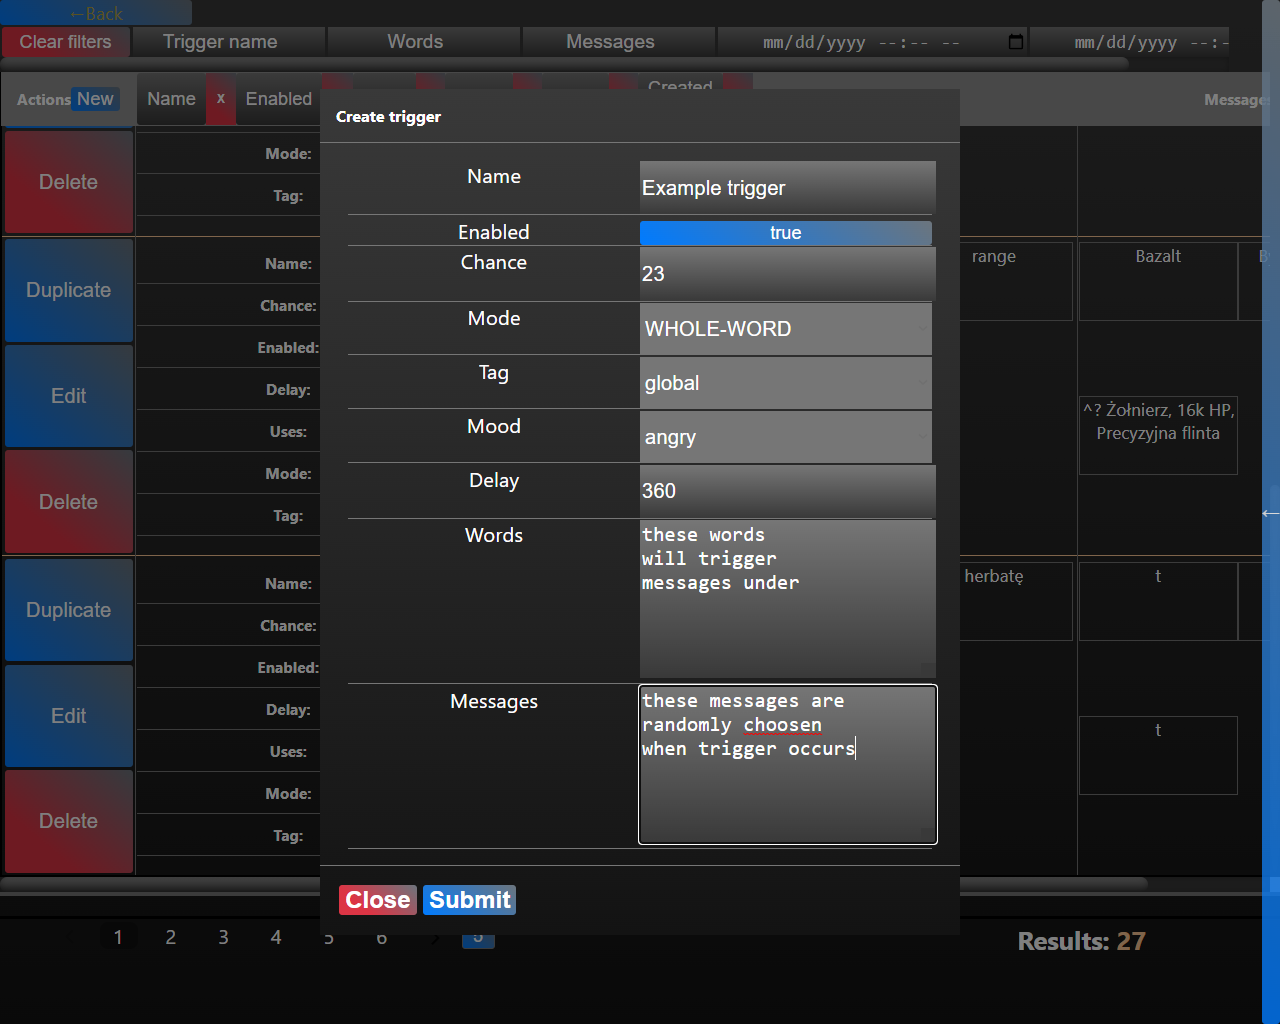 ←Back
Clear filters Trigger name Words Messages mm/dd/yyyy --:-- -- mm/dd/yyyy --:-
Actions New Name x Enabled Created Message
Create trigger
Name Example trigger
Enabled true
Chance 23
Mode WHOLE-WORD
Tag global
Mood angry
Delay 360
Words these words
will trigger
messages under
Messages these messages are
randomly choosen
when trigger occurs
Close Submit
Delete
Mode:
Tag:
Duplicate
Edit
Delete
Name:
Chance:
Enabled:
Delay:
Uses:
Mode:
Tag:
range Bazalt B
^? Żołnierz, 16k HP,
Precyzyjna flinta
←
Duplicate
Edit
Delete
Name:
Chance:
Enabled:
Delay:
Uses:
Mode:
Tag:
herbatę t
t
1 2 3 4 5 6 > 5
Results: 27